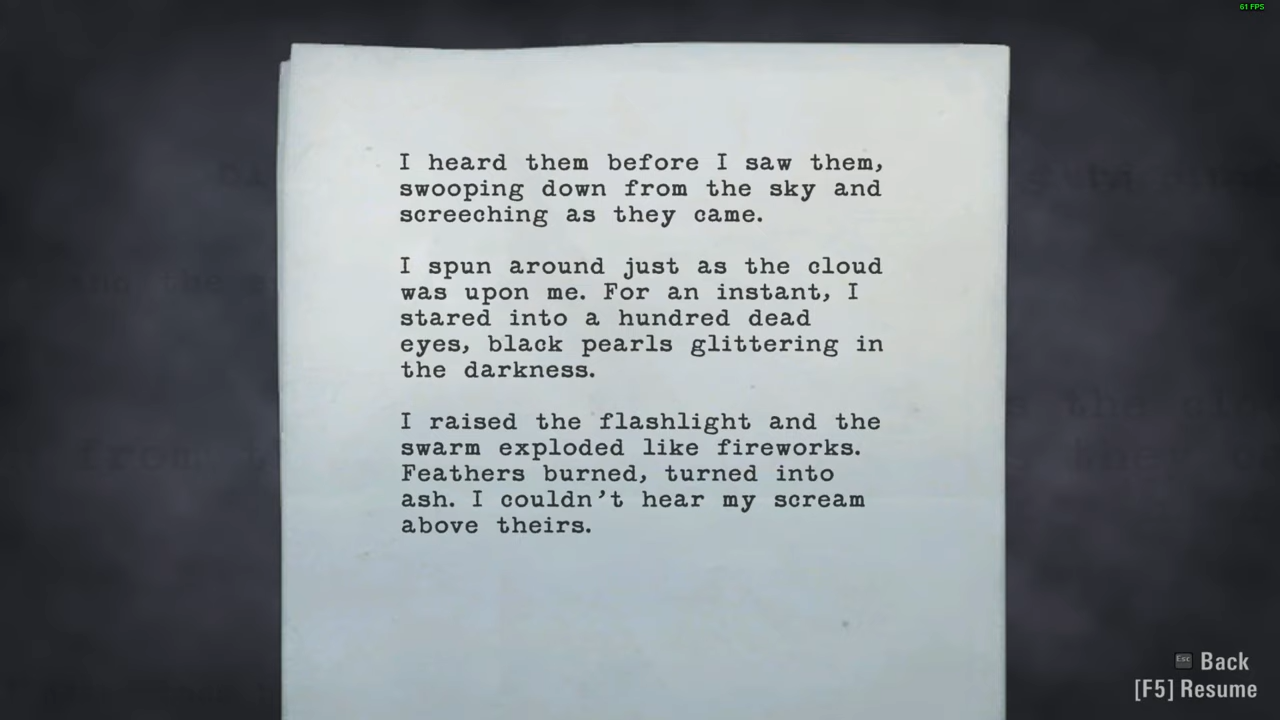 61 FPS
I heard them before I saw them,
swooping down from the sky and
screeching as they came.
I spun around just as the cloud
was upon me. For an instant, I
stared into a hundred dead
eyes, black pearls glittering in
the darkness.
I raised the flashlight and the
swarm exploded like fireworks.
Feathers burned, turned into
ash. I couldn't hear my scream
above theirs.
Esc Back
[F5] Resume